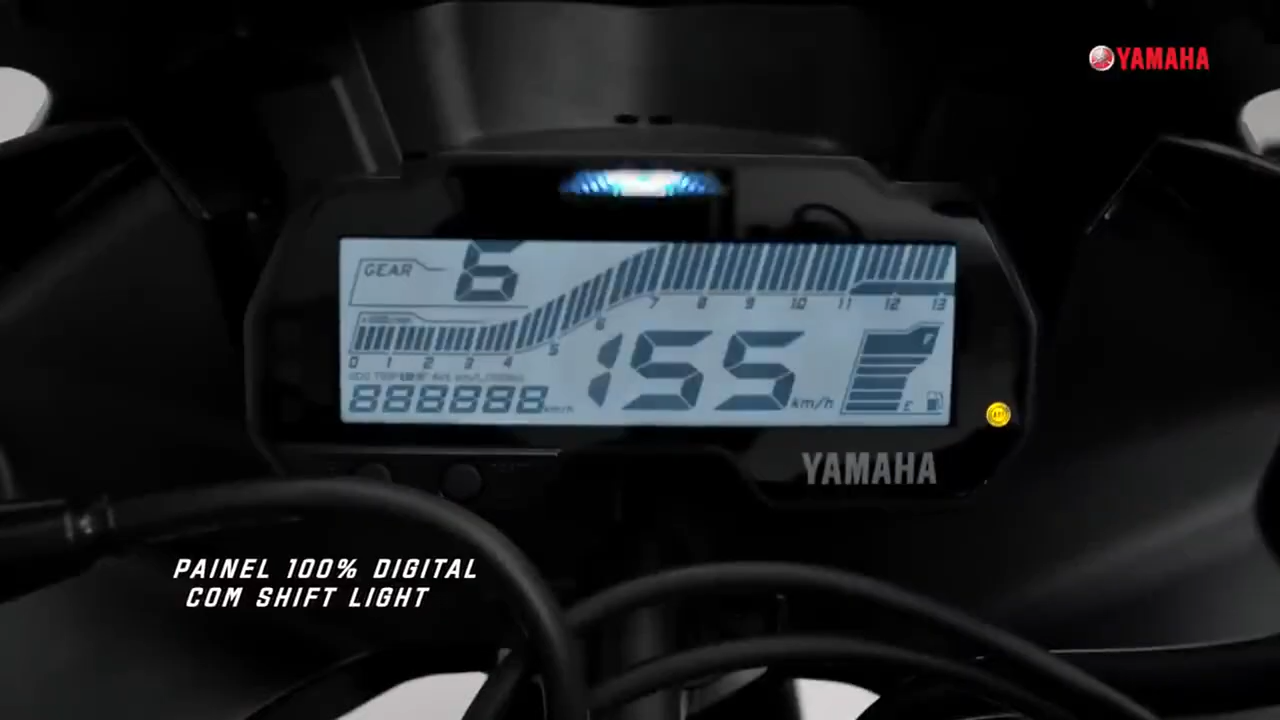 YAMAHA
GEAR 6
7 8 9 10 11 12 13
6
5
0 1 2 3 4
155 km/h
888888 km/h
F
E
YAMAHA
PAINEL 100% DIGITAL
COM SHIFT LIGHT